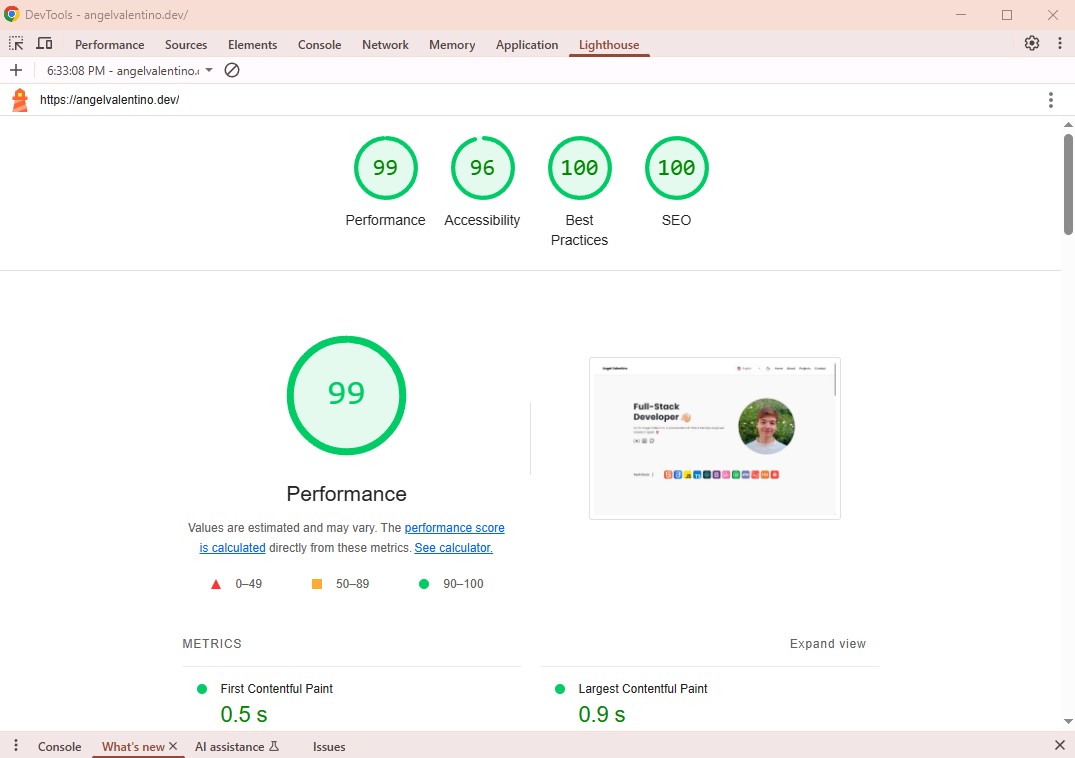 DevTools - angelvalentino.dev/
Performance Sources Elements Console Network Memory Application Lighthouse
6:33:08 PM - angelvalentino.
https://angelvalentino.dev/
99 96 100 100
Performance Accessibility Best Practices SEO
99
Full-Stack
Developer
Performance
Values are estimated and may vary. The performance score
is calculated directly from these metrics. See calculator.
0–49 50–89 90–100
METRICS Expand view
First Contentful Paint Largest Contentful Paint
0.5 s 0.9 s
Console What's new AI assistance Issues